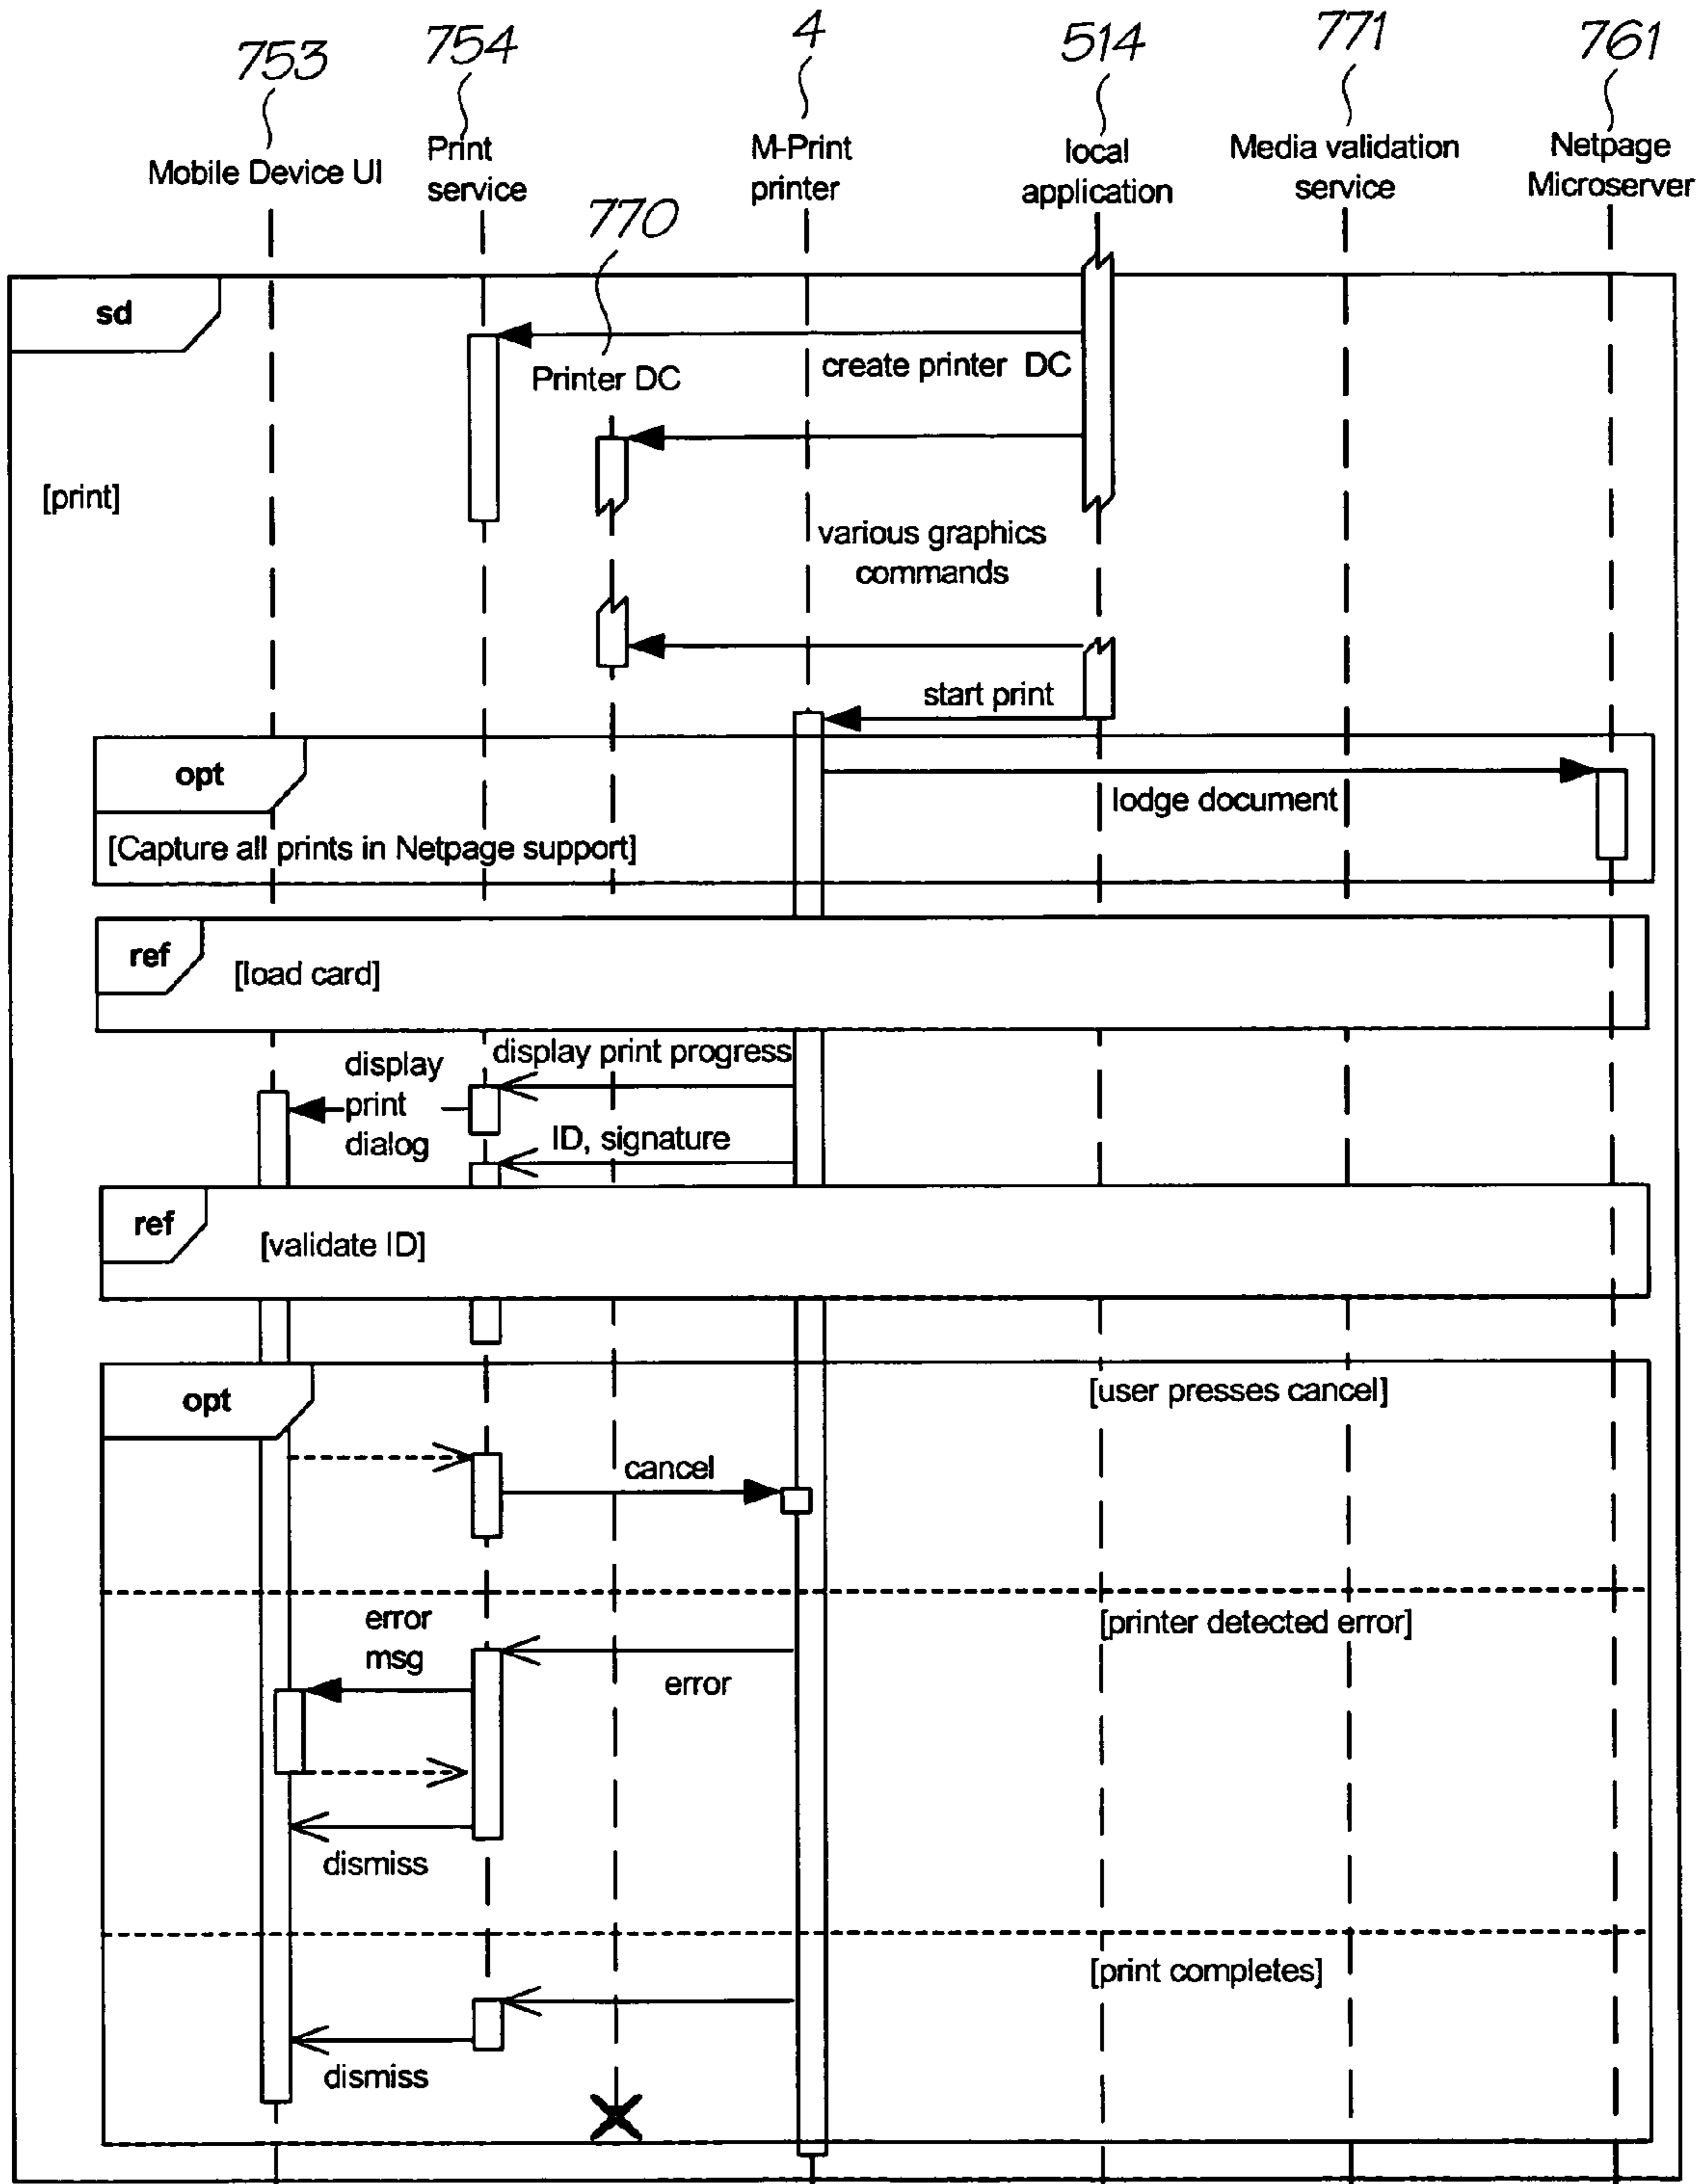 753
754
4
514
771
761
Mobile Device UI
Print
service
M-Print
printer
local
application
Media validation
service
Netpage
Microserver
770
sd
create printer DC
Printer DC
[print]
various graphics
commands
start print
opt
lodge document
[Capture all prints in Netpage support]
ref
[load card]
display print progress
display
print
dialog
ID, signature
ref
[validate ID]
opt
[user presses cancel]
cancel
[printer detected error]
error
msg
error
dismiss
[print completes]
dismiss